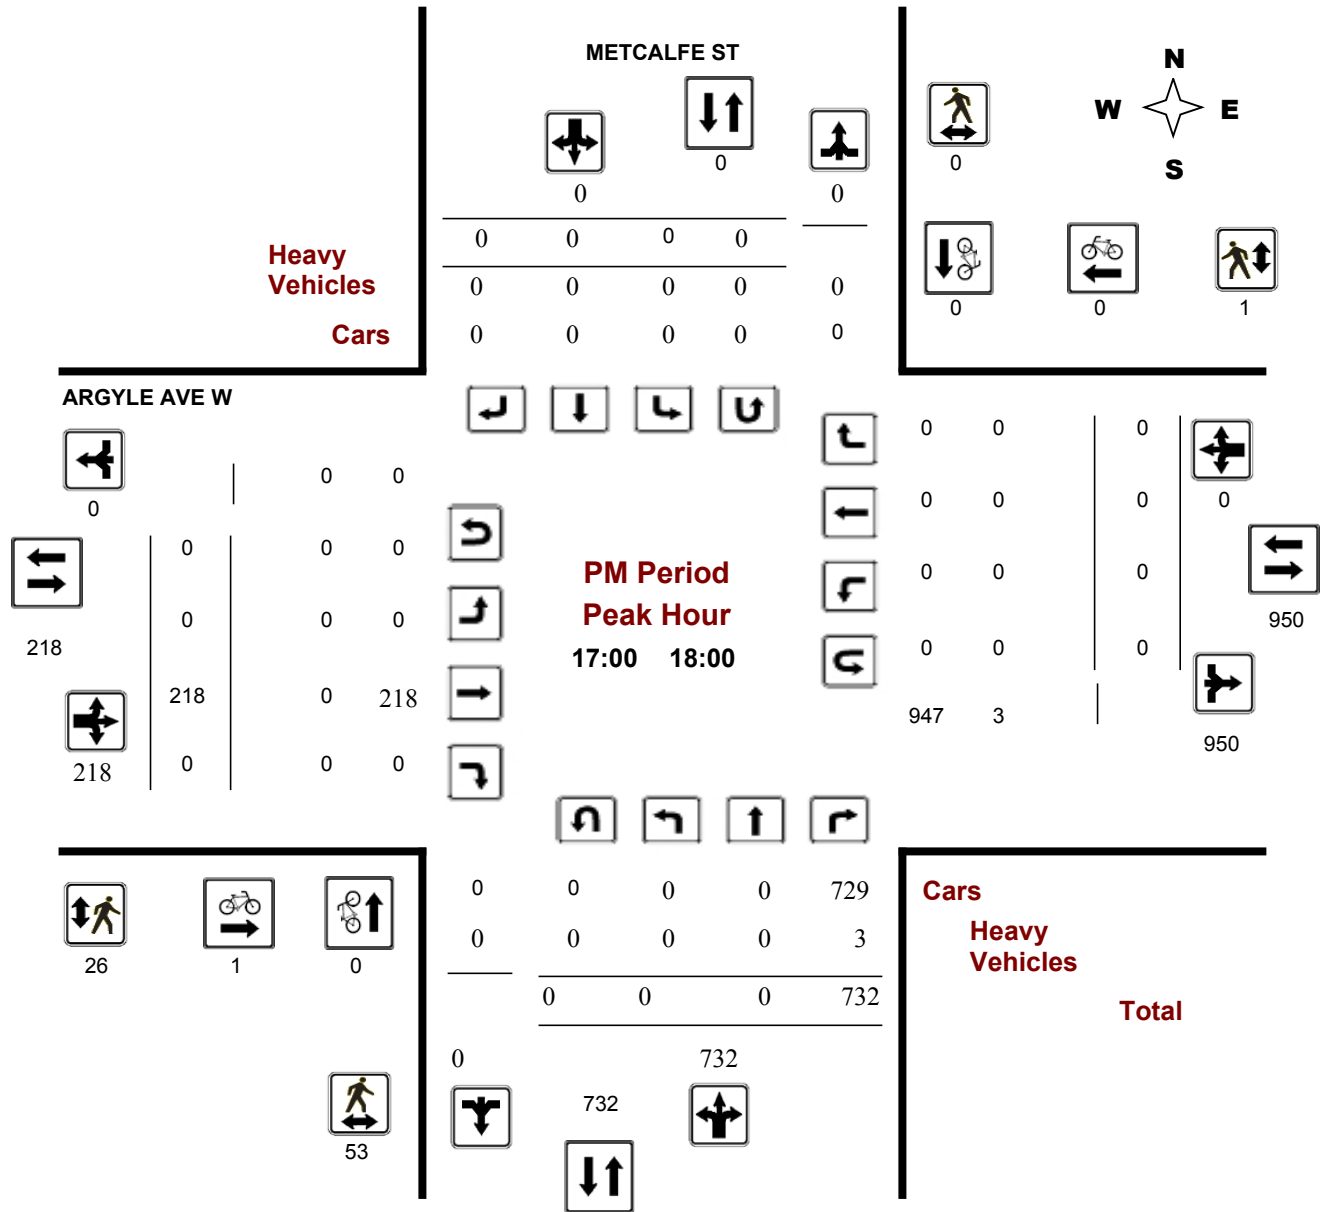 METCALFE ST
N
W E
S
0
0
0
0 0
0 0 0 0
Heavy
Vehicles
0 0 0 0 0
0 0 1
Cars
0 0 0 0 0
ARGYLE AVE W
0 0 0
0 0
0
0 0 0 0
0 0 0
PM Period
Peak Hour
17:00 18:00
0 0 0
0 0 0
950
218
0 0 0
218 0 218
947 3
950
218
0 0 0
0 0 0 0 729
Cars
0 0 0 0 3
Heavy
Vehicles
26 1 0
0 0 0 732
Total
0 732
732
53